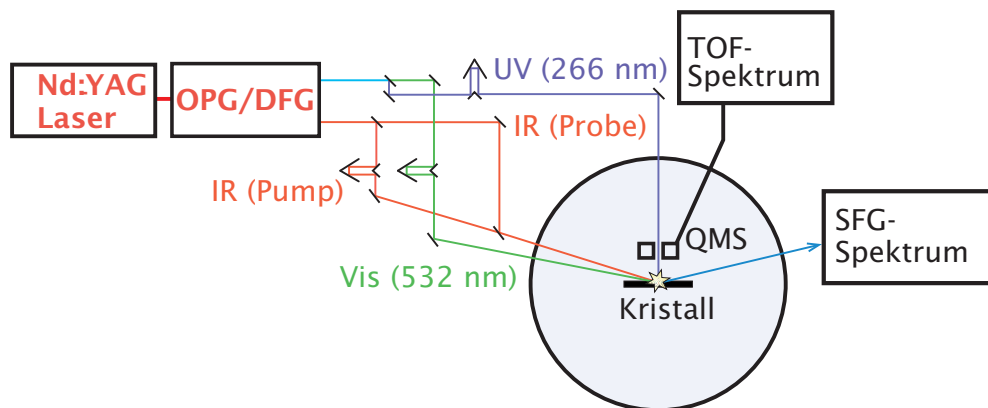 Nd:YAG
Laser
OPG/DFG
UV (266 nm)
TOF-
Spektrum
IR (Probe)
IR (Pump)
Vis (532 nm)
QMS
Kristall
SFG-
Spektrum